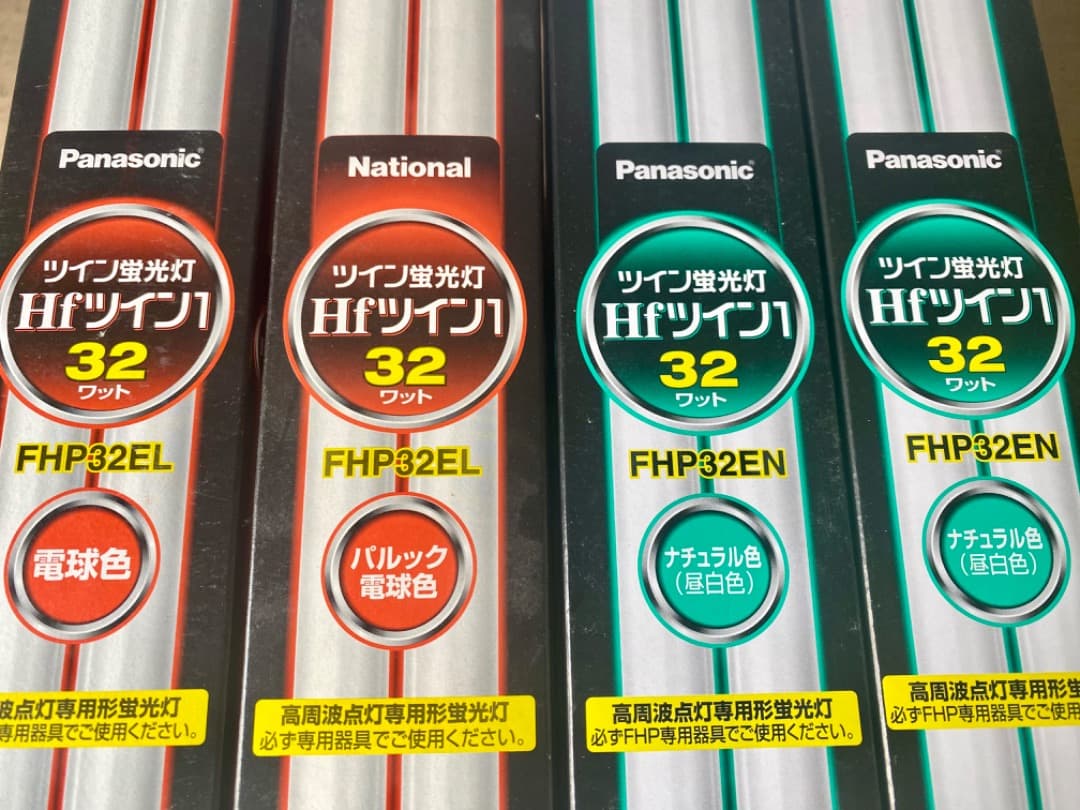 Panasonic
ツイン蛍光灯
Hfツイン1
32
ワット
FHP32EL
電球色
波点灯専用形蛍光灯
専用器具でご使用ください。
National
ツイン蛍光灯
Hfツイン1
32
ワット
FHP32EL
パルック
電球色
高周波点灯専用形蛍光灯
必ず専用器具でご使用ください。
Panasonic
ツイン蛍光灯
Hfツイン1
32
ワット
FHP32EN
ナチュラル色
(昼白色)
高周波点灯専用形蛍光灯
必ずFHP専用器具でご使用ください。
Panasonic
ツイン蛍光灯
Hfツイン1
32
ワット
FHP32EN
ナチュラル色
(昼白色)
高周波点灯専用形蛍
必ずFHP専用器具でご使用